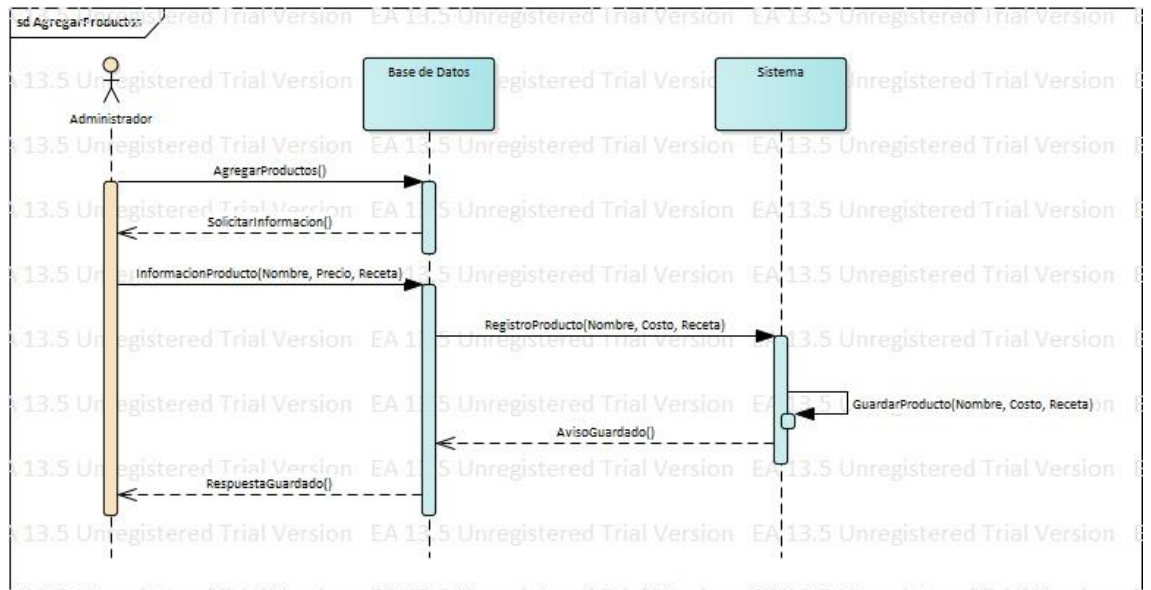 sd AgregarProductos
Administrador
Base de Datos
Sistema
AgregarProductos()
SolicitarInformacion()
InformacionProducto(Nombre, Precio, Receta)
RegistroProducto(Nombre, Costo, Receta)
GuardarProducto(Nombre, Costo, Receta)
AvisoGuardado()
RespuestaGuardado()
EA 13.5 Unregistered Trial Version